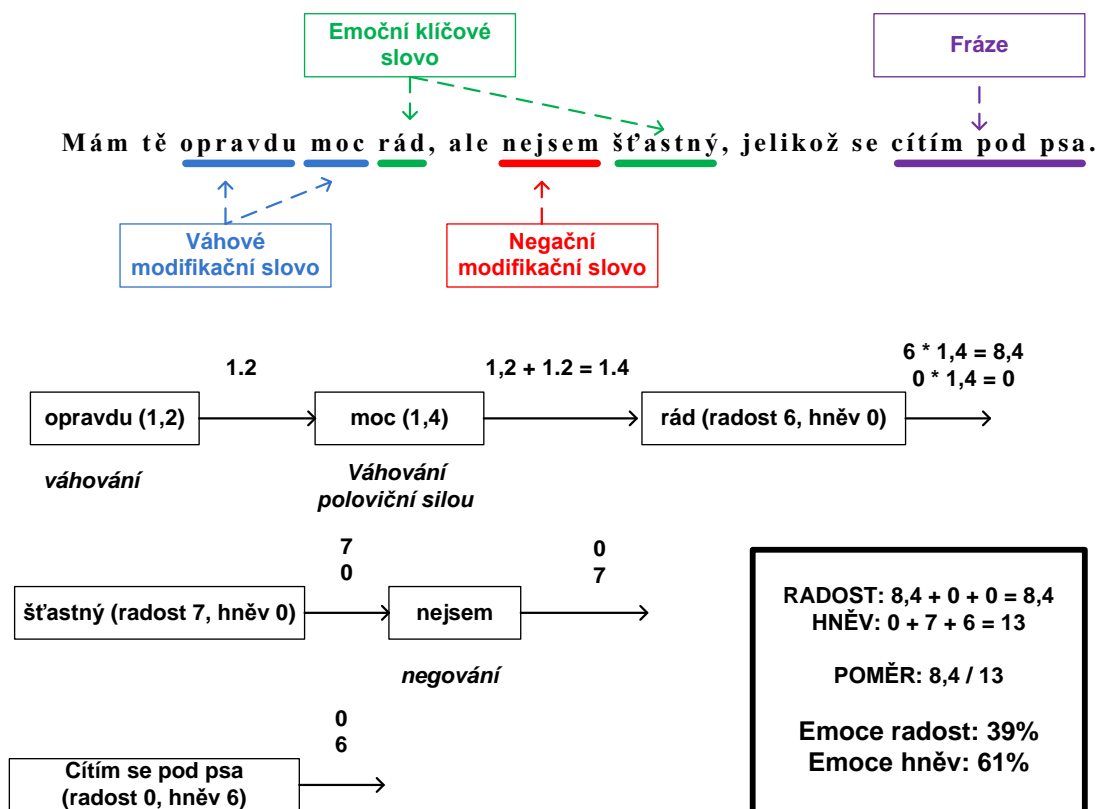 Emoční klíčové
slovo
Fráze
Mám tě opravdu moc rád, ale nejsem šťastný, jelikož se cítím pod psa.
Váhové
modifikační slovo
Negační
modifikační slovo
1.2
1,2 + 1.2 = 1.4
6 * 1,4 = 8,4
0 * 1,4 = 0
opravdu (1,2)
moc (1,4)
rád (radost 6, hněv 0)
váhování
Váhování
poloviční silou
7
0
0
7
šťastný (radost 7, hněv 0)
nejsem
negování
0
6
Cítím se pod psa
(radost 0, hněv 6)
RADOST: 8,4 + 0 + 0 = 8,4
HNĚV: 0 + 7 + 6 = 13
POMĚR: 8,4 / 13
Emoce radost: 39%
Emoce hněv: 61%